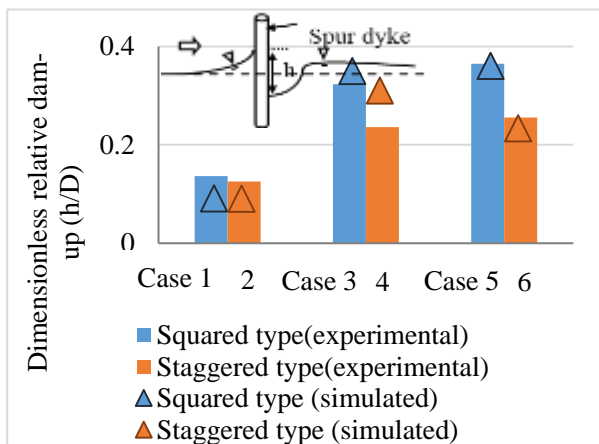 Dimensionless relative dam-
up (h/D)
0.4
0.2
0
Spur dyke
h
Case 1 2 Case 3 4 Case 5 6
Squared type(experimental)
Staggered type(experimental)
Squared type (simulated)
Staggered type (simulated)